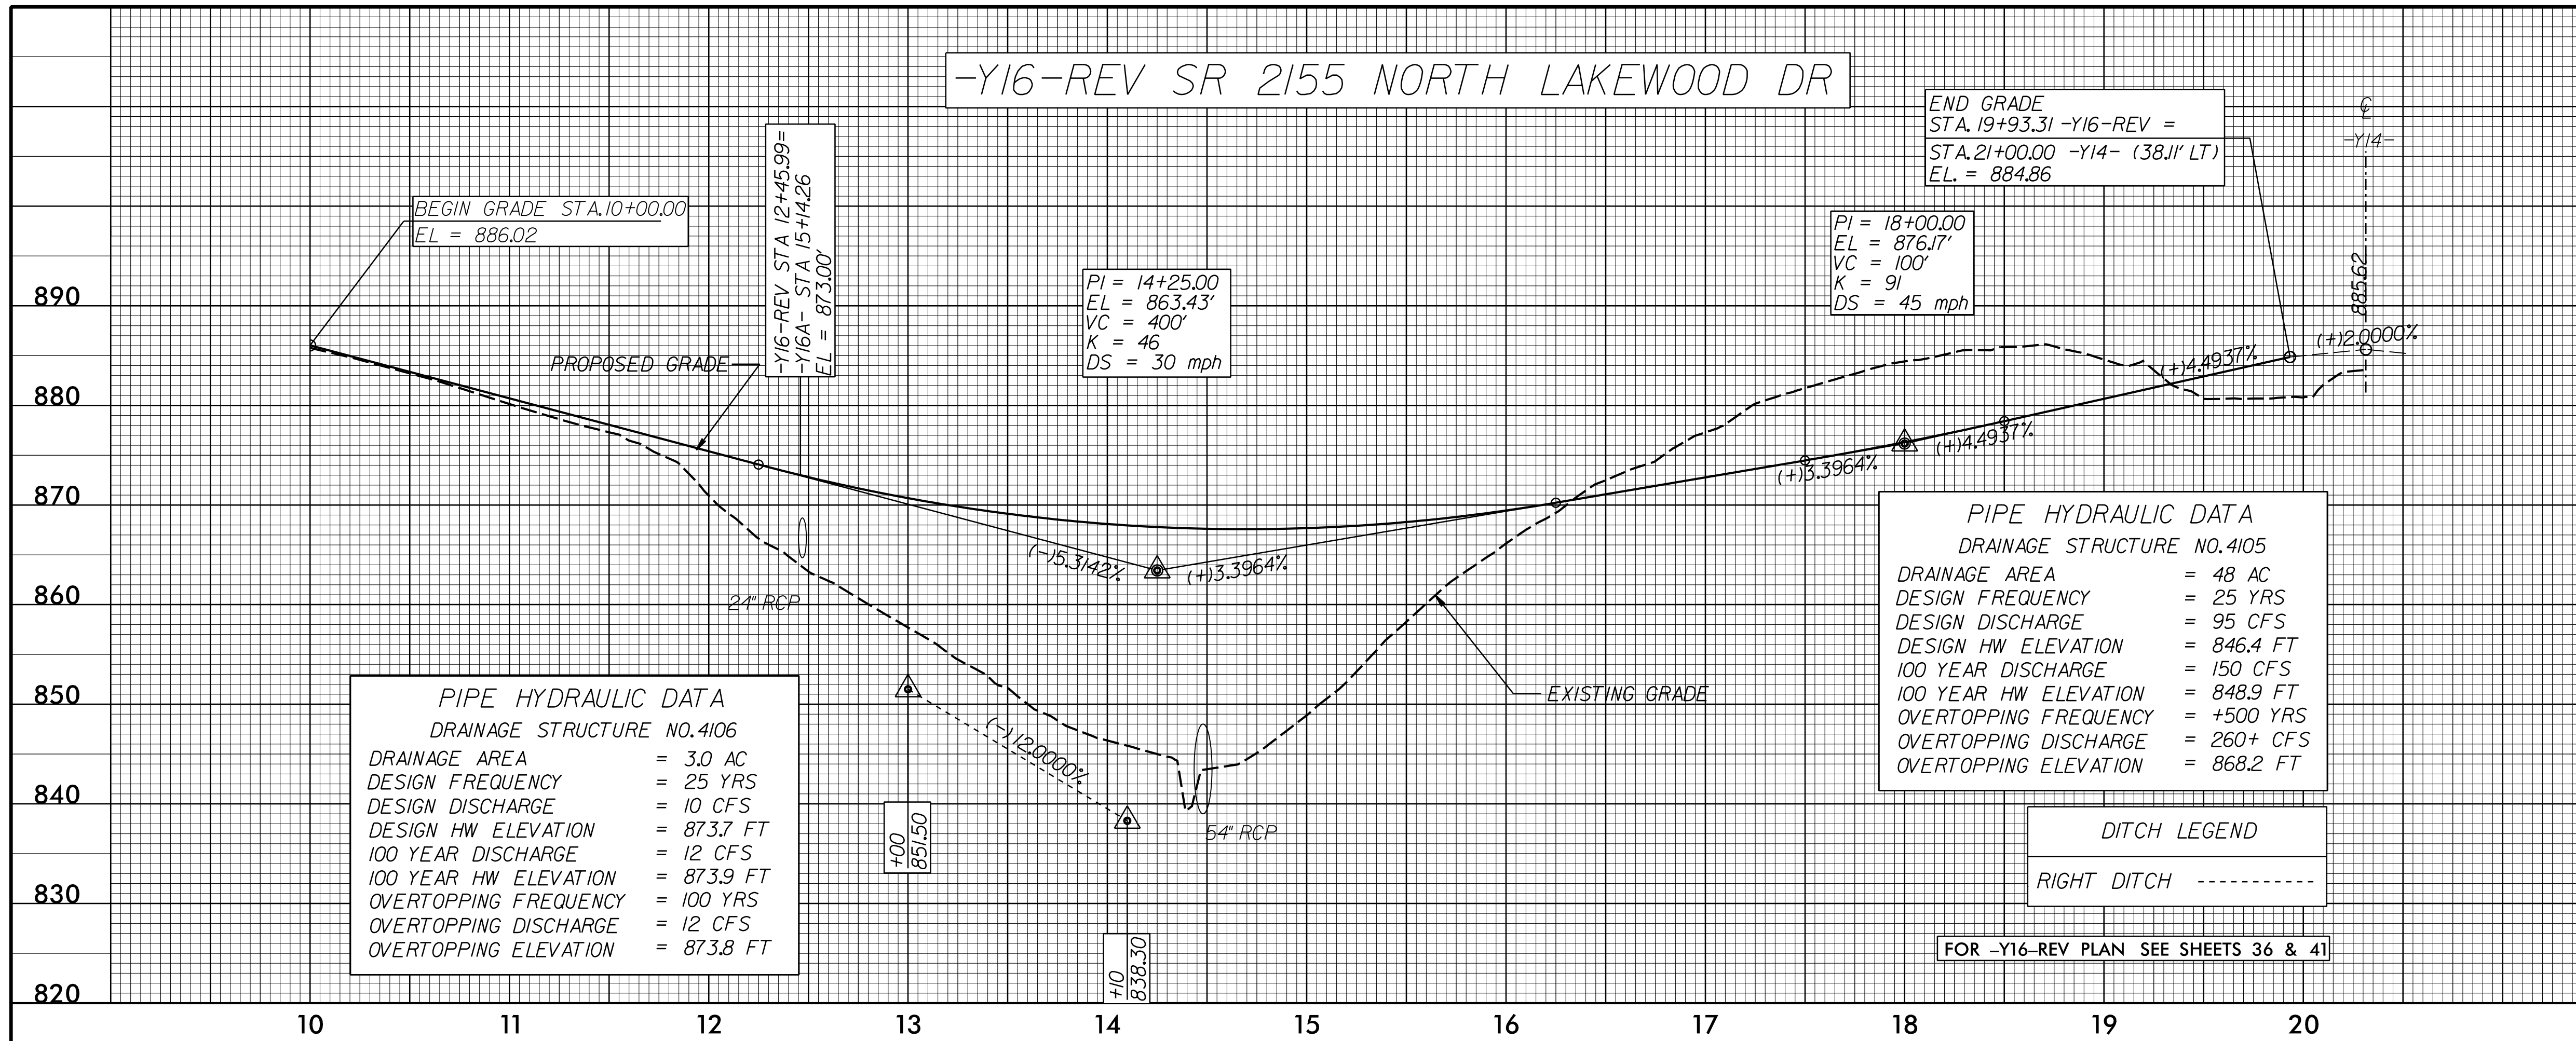 -Y16-REV SR 2155 NORTH LAKEWOOD DR
BEGIN GRADE STA. 10+00.00
EL = 886.02
PROPOSED GRADE
-Y16-REV STA 12+45.99=
-Y16A- STA 15+14.26
EL = 873.00'
PI = 14+25.00
EL = 863.43'
VC = 400'
K = 46
DS = 30 mph
PI = 18+00.00
EL = 876.17'
VC = 100'
K = 91
DS = 45 mph
END GRADE
STA. 19+93.31 -Y16-REV =
STA. 21+00.00 -Y14- (38.11' LT)
EL. = 884.86
℄
-Y14-
885.62
(+)2.0000%
(+)4.4937%
(+)4.4937%
(+)3.3964%
(-)5.3142%
(+)3.3964%
24" RCP
(-)12.0000%
54" RCP
EXISTING GRADE
+00
851.50
+10
838.30
PIPE HYDRAULIC DATA
DRAINAGE STRUCTURE NO. 4106
DRAINAGE AREA = 3.0 AC
DESIGN FREQUENCY = 25 YRS
DESIGN DISCHARGE = 10 CFS
DESIGN HW ELEVATION = 873.7 FT
100 YEAR DISCHARGE = 12 CFS
100 YEAR HW ELEVATION = 873.9 FT
OVERTOPPING FREQUENCY = 100 YRS
OVERTOPPING DISCHARGE = 12 CFS
OVERTOPPING ELEVATION = 873.8 FT
PIPE HYDRAULIC DATA
DRAINAGE STRUCTURE NO. 4105
DRAINAGE AREA = 48 AC
DESIGN FREQUENCY = 25 YRS
DESIGN DISCHARGE = 95 CFS
DESIGN HW ELEVATION = 846.4 FT
100 YEAR DISCHARGE = 150 CFS
100 YEAR HW ELEVATION = 848.9 FT
OVERTOPPING FREQUENCY = +500 YRS
OVERTOPPING DISCHARGE = 260+ CFS
OVERTOPPING ELEVATION = 868.2 FT
DITCH LEGEND
RIGHT DITCH
FOR -Y16-REV PLAN SEE SHEETS 36 & 41
890
880
870
860
850
840
830
820
10 11 12 13 14 15 16 17 18 19 20